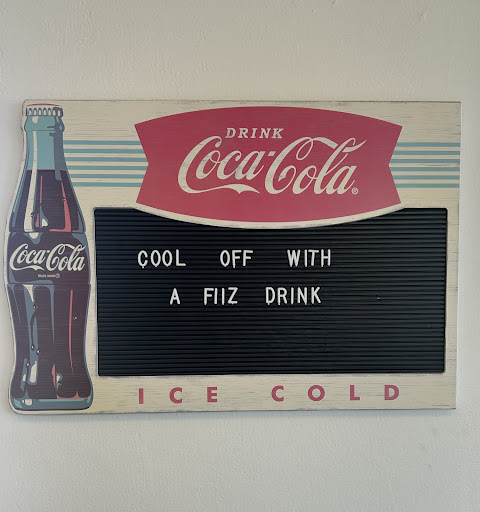 DRINK
Coca-Cola®
Coca-Cola
COOL OFF WITH
A FIIZ DRINK
ICE COLD